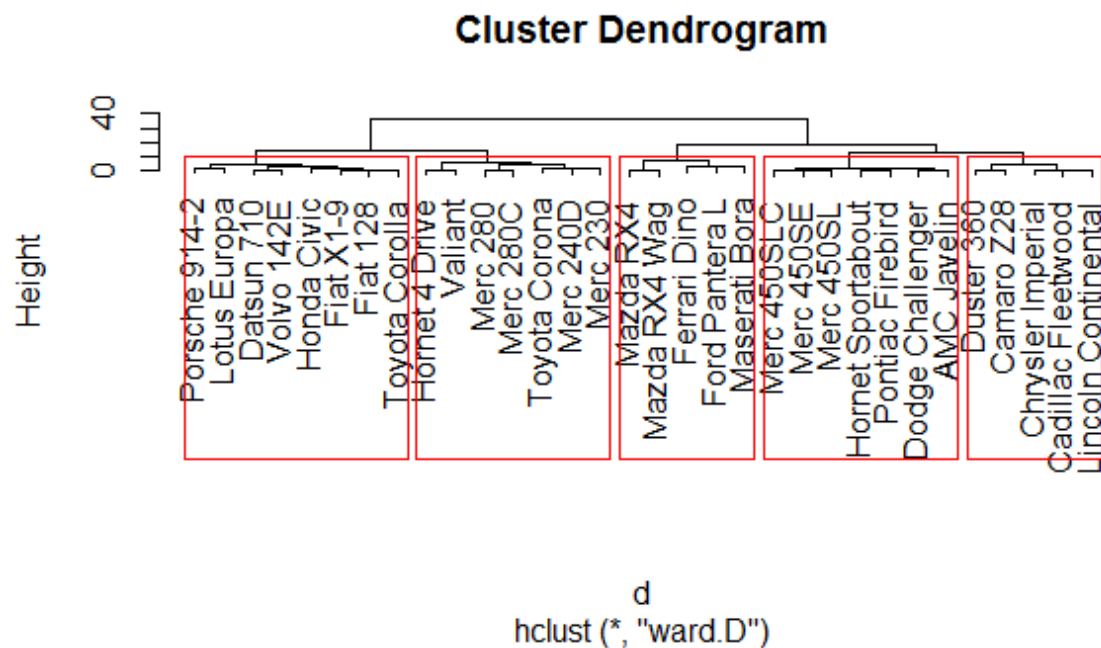 Cluster Dendrogram
Height
40
0
Porsche 914-2
Lotus Europa
Datsun 710
Volvo 142E
Honda Civic
Fiat X1-9
Fiat 128
Toyota Corolla
Hornet 4 Drive
Valiant
Merc 280
Merc 280C
Toyota Corona
Merc 240D
Merc 230
Mazda RX4
Mazda RX4 Wag
Ferrari Dino
Ford Pantera L
Maserati Bora
Merc 450SLC
Merc 450SE
Merc 450SL
Hornet Sportabout
Pontiac Firebird
Dodge Challenger
AMC Javelin
Duster 360
Camaro Z28
Chrysler Imperial
Cadillac Fleetwood
Lincoln Continental
d
hclust (*, "ward.D")